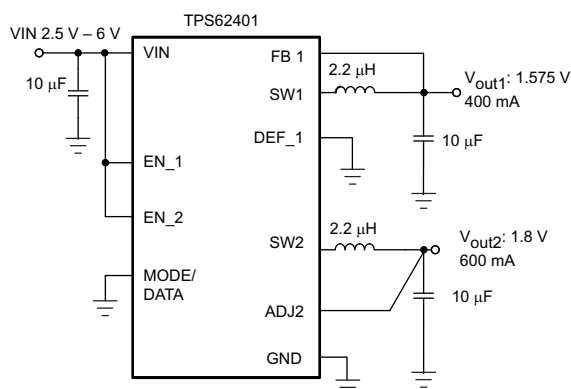 TPS62401
VIN 2.5 V – 6 V
VIN
FB 1
10 μF
2.2 μH
SW1
Vout1: 1.575 V
400 mA
DEF_1
10 μF
EN_1
EN_2
SW2
2.2 μH
Vout2: 1.8 V
600 mA
MODE/
DATA
10 μF
ADJ2
GND